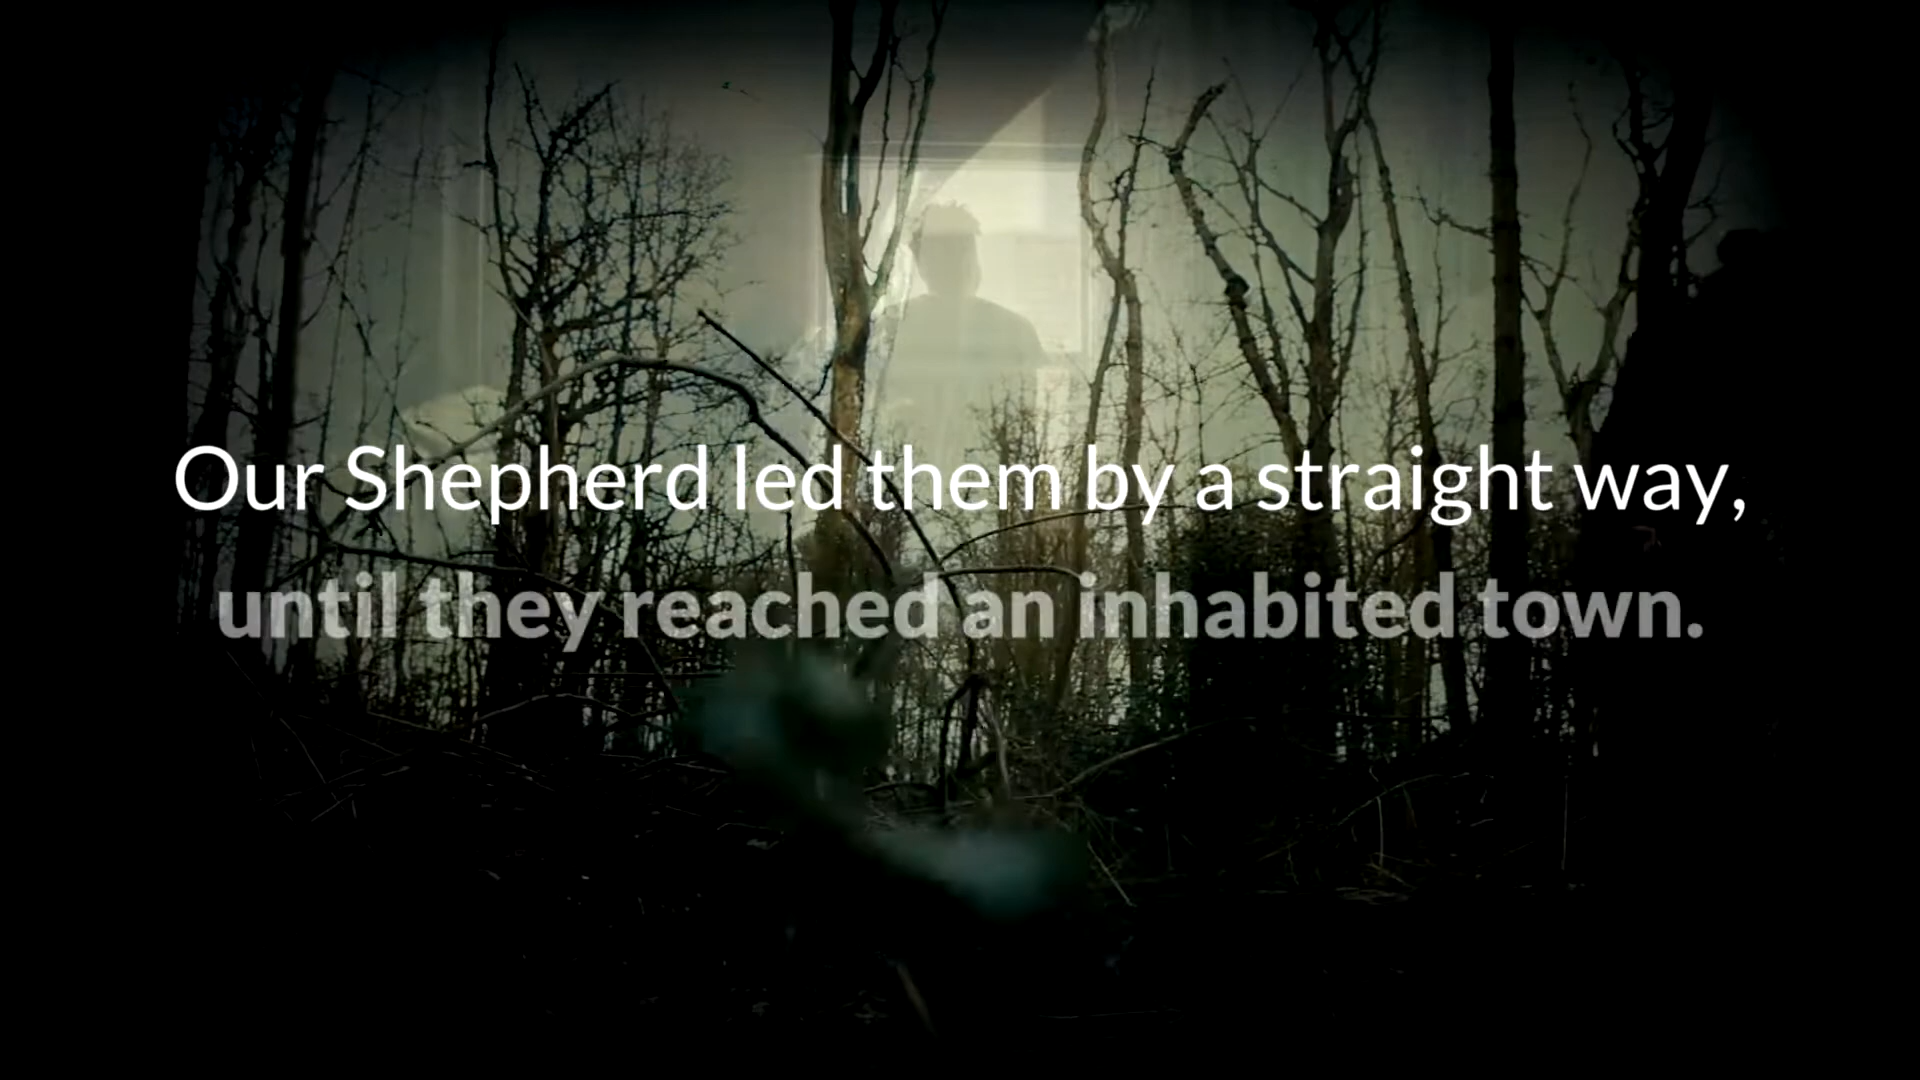 Our Shepherd led them by a straight way,
until they reached an inhabited town.